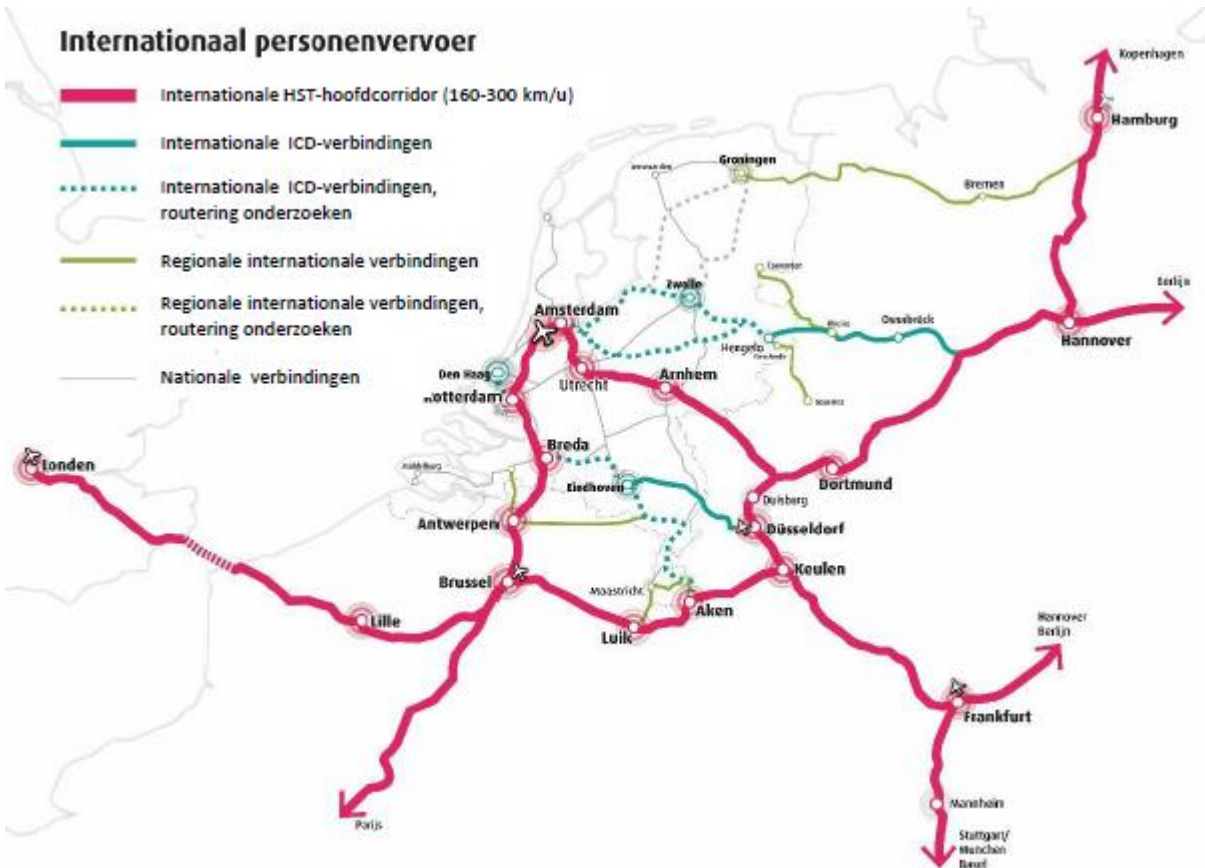 Internationaal personenvervoer
Internationale HST-hoofdcorridor (160-300 km/u)
Internationale ICD-verbindingen
Internationale ICD-verbindingen,
routering onderzoeken
Regionale internationale verbindingen
Regionale internationale verbindingen,
routering onderzoeken
Nationale verbindingen
Kopenhagen
Hamburg
Groningen
Bremen
Zwolle
Berlijn
Amsterdam
Osnabrück
Hannover
Hengelo
Den Haag
Utrecht
Arnhem
otterdam
Breda
Londen
Dortmund
Eindhoven
Duisburg
Antwerpen
Düsseldorf
Keulen
Brussel
Maastricht
Aken
Lille
Luik
Hannover
Berlijn
Frankfurt
Mannheim
Parijs
Stuttgart/
Munchen
Basel